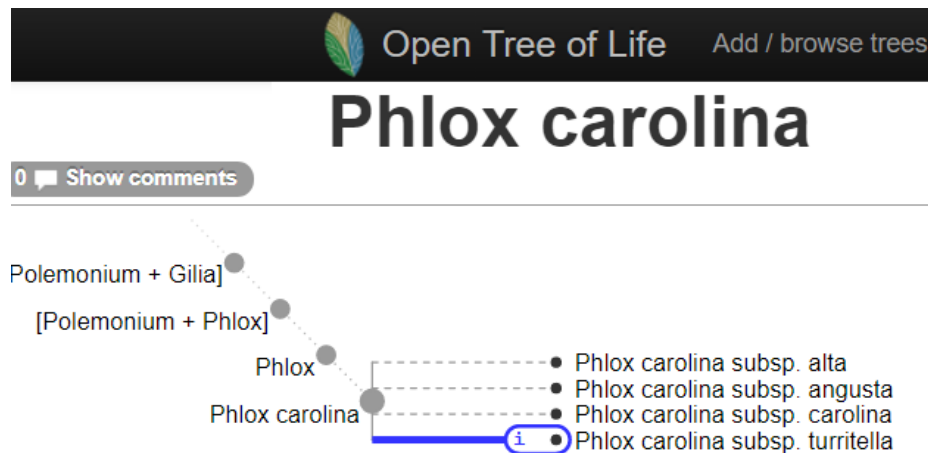 Open Tree of Life Add / browse trees
Phlox carolina
0 Show comments
Polemonium + Gilia]
[Polemonium + Phlox]
Phlox
Phlox carolina subsp. alta
Phlox carolina subsp. angusta
Phlox carolina
Phlox carolina subsp. carolina
i
Phlox carolina subsp. turritella